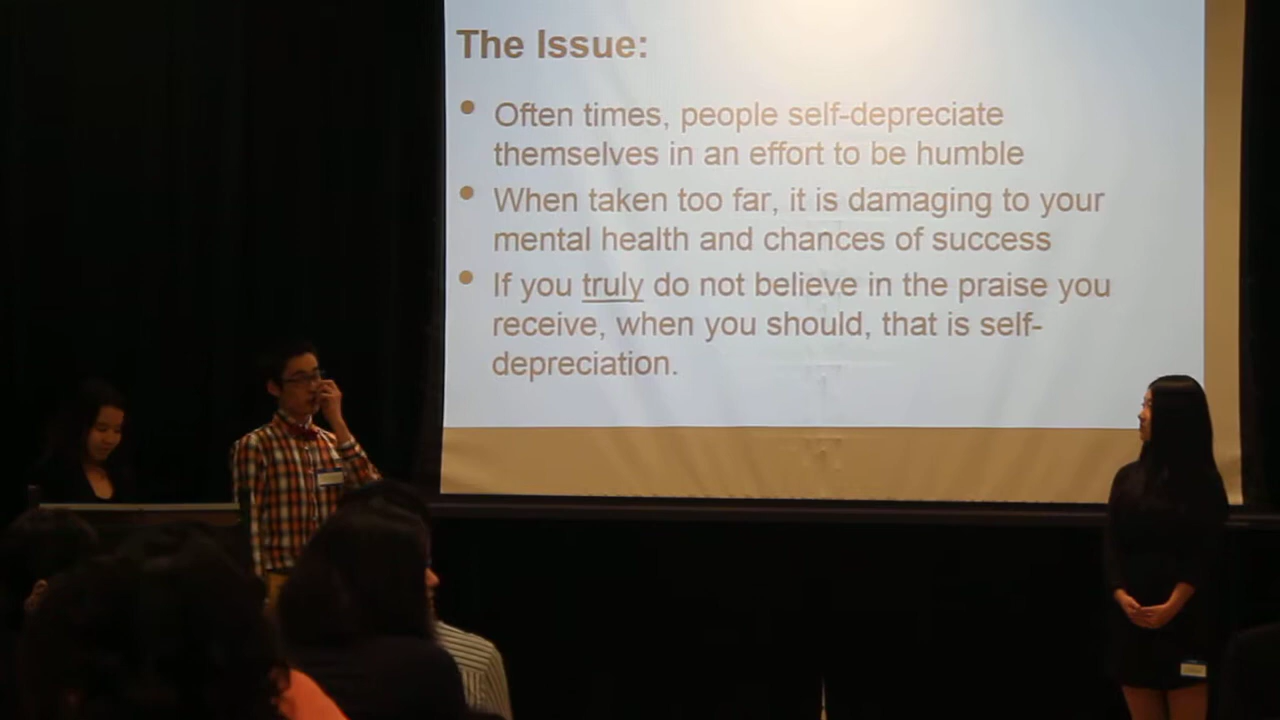 The Issue:
• Often times, people self-depreciate
themselves in an effort to be humble
• When taken too far, it is damaging to your
mental health and chances of success
• If you truly do not believe in the praise you
receive, when you should, that is self-
depreciation.